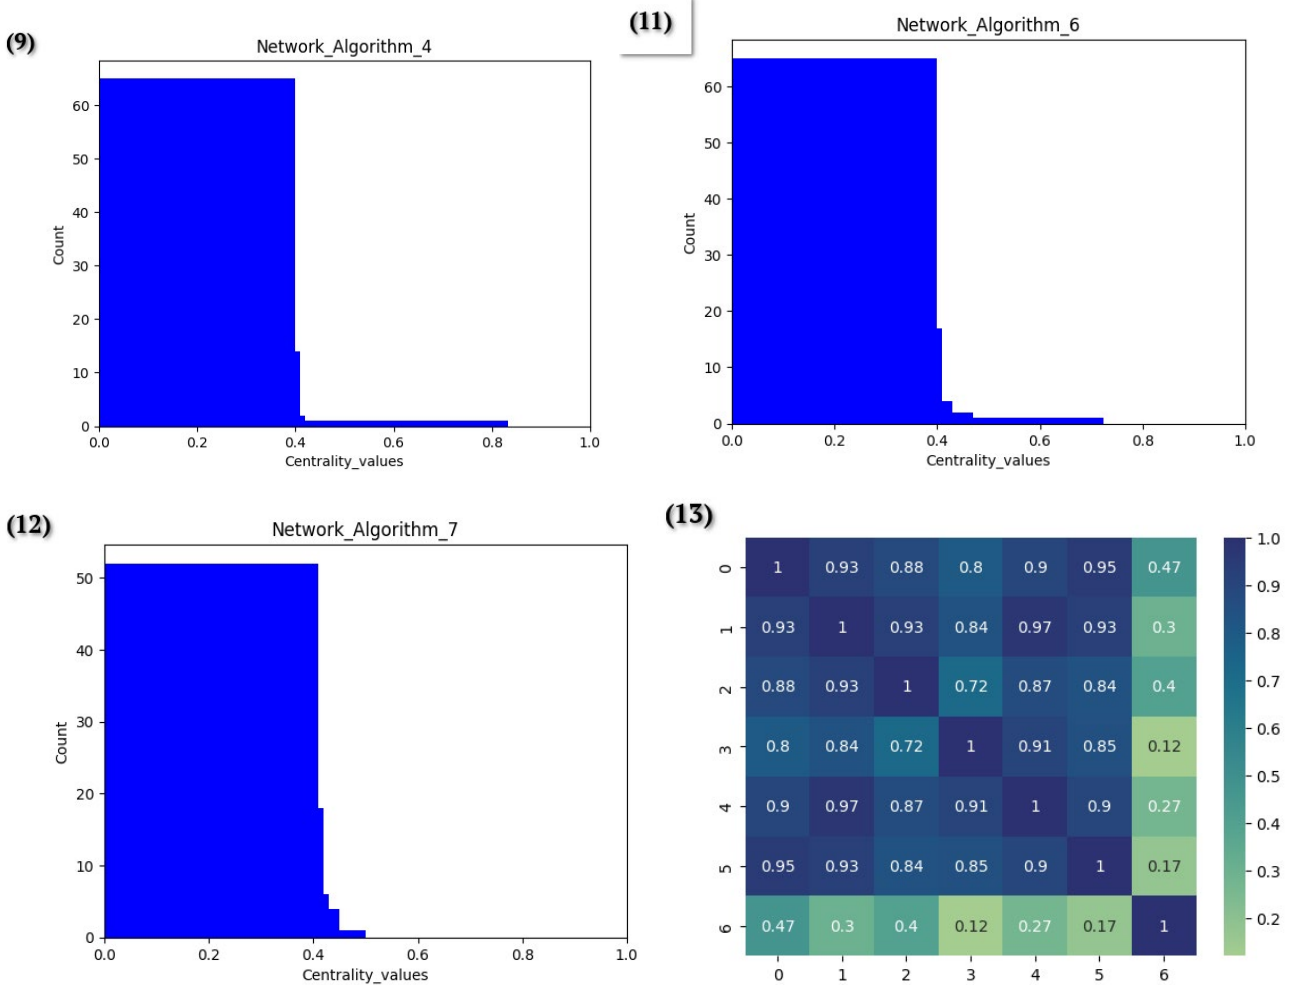 (9)
Network_Algorithm_4
Count
60
50
40
30
20
10
0
0.0 0.2 0.4 0.6 0.8 1.0
Centrality_values
(11)
Network_Algorithm_6
Count
60
50
40
30
20
10
0
0.0 0.2 0.4 0.6 0.8 1.0
Centrality_values
(12)
Network_Algorithm_7
Count
50
40
30
20
10
0
0.0 0.2 0.4 0.6 0.8 1.0
Centrality_values
(13)
0 1 0.93 0.88 0.8 0.9 0.95 0.47
1 0.93 1 0.93 0.84 0.97 0.93 0.3
2 0.88 0.93 1 0.72 0.87 0.84 0.4
3 0.8 0.84 0.72 1 0.91 0.85 0.12
4 0.9 0.97 0.87 0.91 1 0.9 0.27
5 0.95 0.93 0.84 0.85 0.9 1 0.17
6 0.47 0.3 0.4 0.12 0.27 0.17 1
0 1 2 3 4 5 6
1.0
0.9
0.8
0.7
0.6
0.5
0.4
0.3
0.2